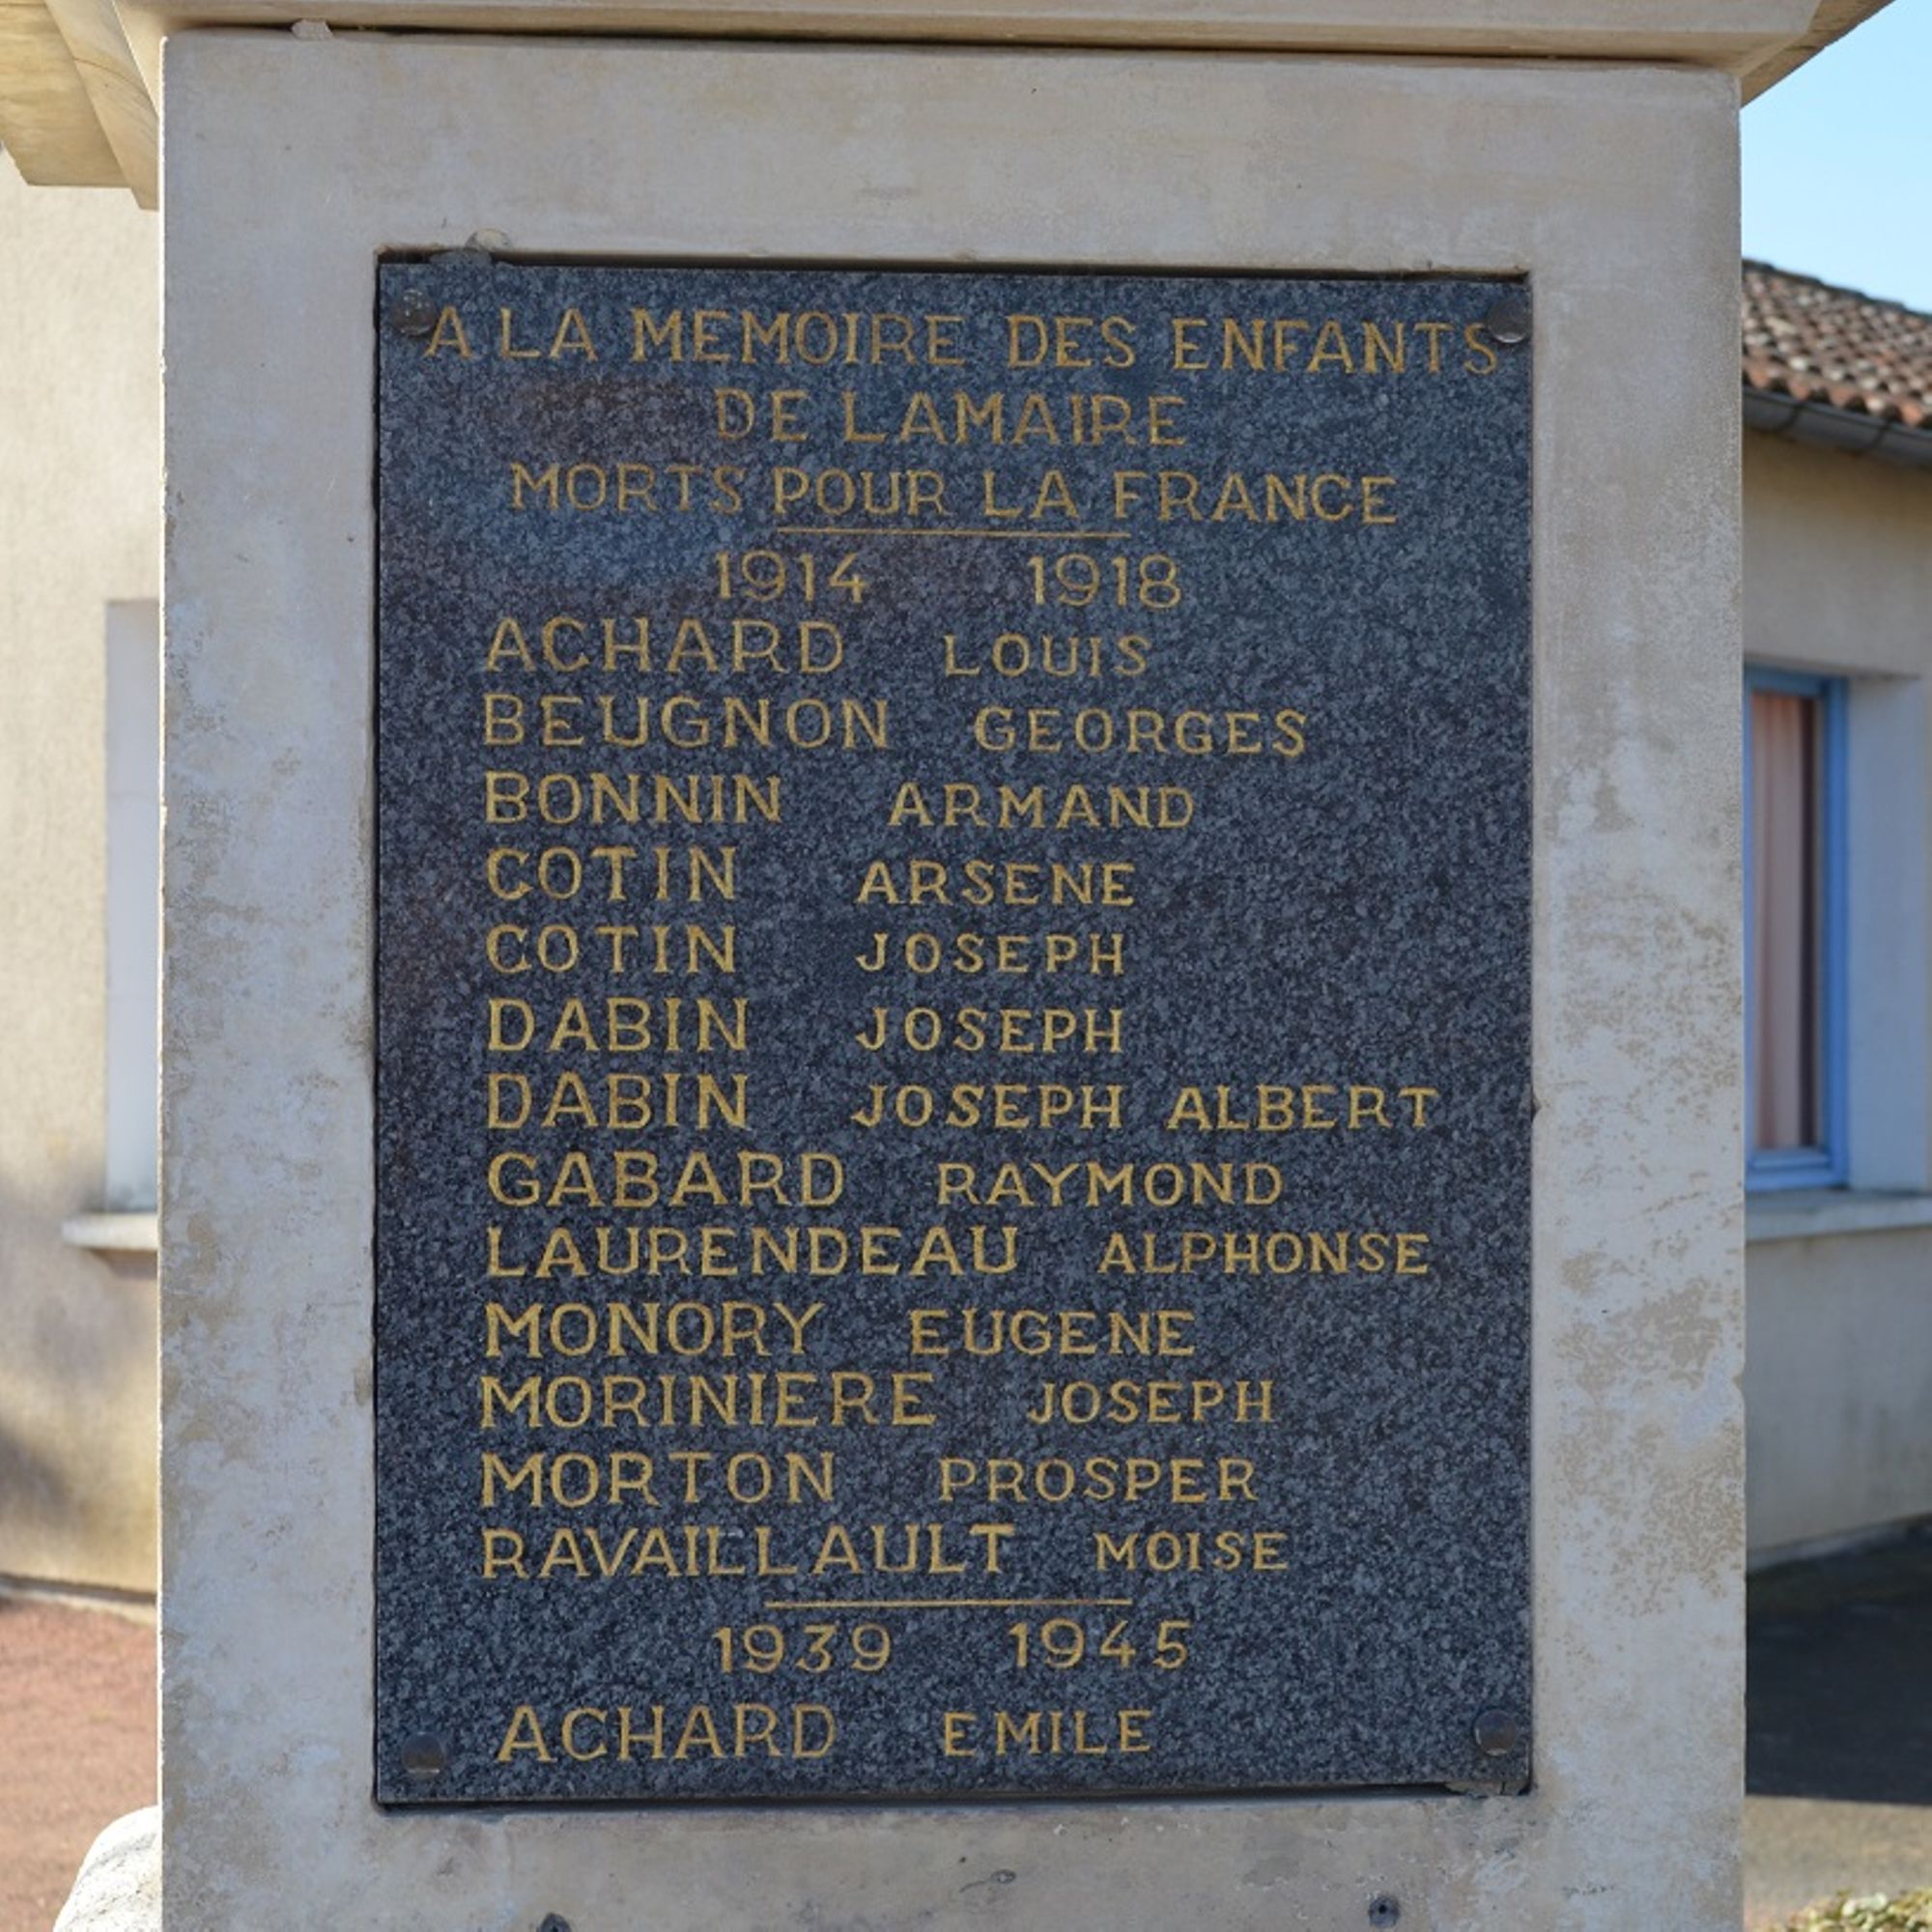 A LA MEMOIRE DES ENFANTS
DE LAMAIRE
MORTS POUR LA FRANCE
1914 1918
ACHARD LOUIS
BEUGNON GEORGES
BONNIN ARMAND
COTIN ARSENE
COTIN JOSEPH
DABIN JOSEPH
DABIN JOSEPH ALBERT
GABARD RAYMOND
LAURENDEAU ALPHONSE
MONORY EUGENE
MORINIERE JOSEPH
MORTON PROSPER
RAVAILLAULT MOISE
1939 1945
ACHARD EMILE